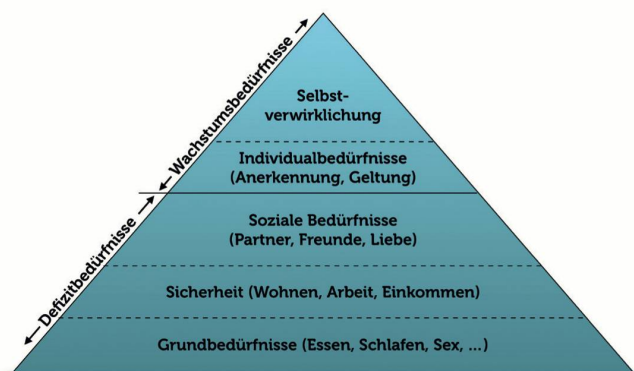 Wachstumsbedürfnisse
Defizitbedürfnisse
Selbst-
verwirklichung
Individualbedürfnisse
(Anerkennung, Geltung)
Soziale Bedürfnisse
(Partner, Freunde, Liebe)
Sicherheit (Wohnen, Arbeit, Einkommen)
Grundbedürfnisse (Essen, Schlafen, Sex, ...)